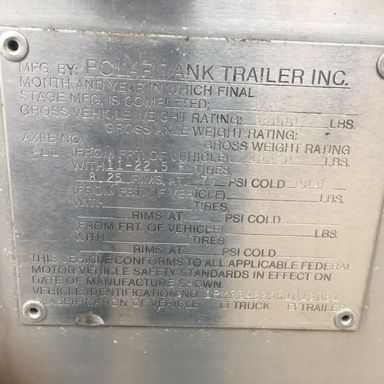 MFG. BY: POLAR TANK TRAILER INC.
MONTH AND YEAR IN WHICH FINAL
STAGE MFG. IS COMPLETED:
GROSS VEHICLE WEIGHT RATING: LBS.
GROSS AXLE WEIGHT RATING:
AXLE NO. GROSS WEIGHT RATING
ALL (FROM FRT. OF VEHICLE) LBS.
WITH 11-22.5 F TIRES,
8.25 RIMS, AT PSI COLD
(FROM FRT. OF VEHICLE) LBS.
WITH TIRES,
RIMS, AT PSI COLD
(FROM FRT. OF VEHICLE) LBS.
WITH TIRES,
RIMS, AT PSI COLD
THIS VEHICLE CONFORMS TO ALL APPLICABLE FEDERAL
MOTOR VEHICLE SAFETY STANDARDS IN EFFECT ON
DATE OF MANUFACTURE SHOWN.
VEHICLE IDENTIFICATION NO.
CLASSIFICATION OF VEHICLE TRUCK TRAILER